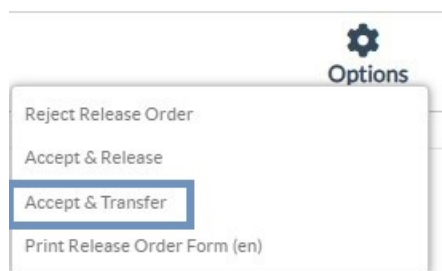 Options
Reject Release Order
Accept & Release
Accept & Transfer
Print Release Order Form (en)